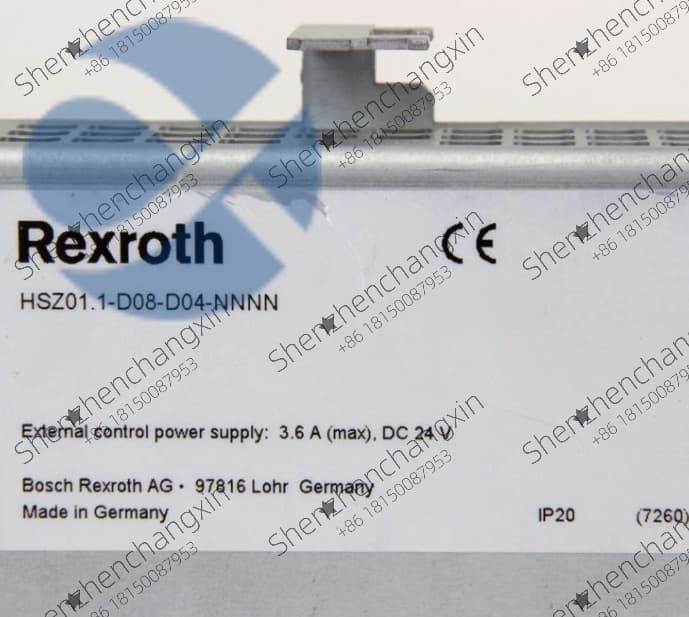 Shenzhenchangxin
+86 18150087953
Rexroth
CE
HSZ01.1-D08-D04-NNNN
External control power supply: 3.6 A (max), DC 24 V
Bosch Rexroth AG • 97816 Lohr Germany
Made in Germany
IP20
(7260)